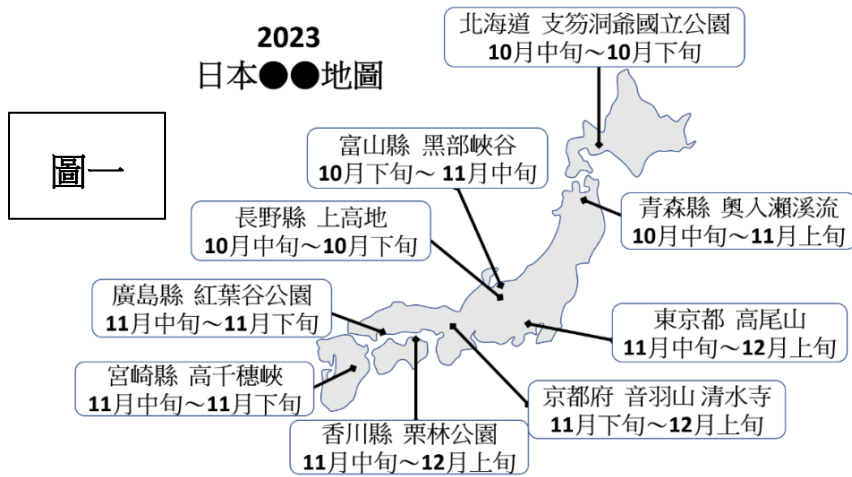 2023
日本●●地圖
圖一
北海道 支笏洞爺國立公園
10月中旬～10月下旬
富山縣 黑部峽谷
10月下旬～ 11月中旬
青森縣 奧入瀨溪流
10月中旬～11月上旬
長野縣 上高地
10月中旬～10月下旬
廣島縣 紅葉谷公園
11月中旬～11月下旬
東京都 高尾山
11月中旬～12月上旬
宮崎縣 高千穗峽
11月中旬～11月下旬
京都府 音羽山 清水寺
11月下旬～12月上旬
香川縣 栗林公園
11月中旬～12月上旬